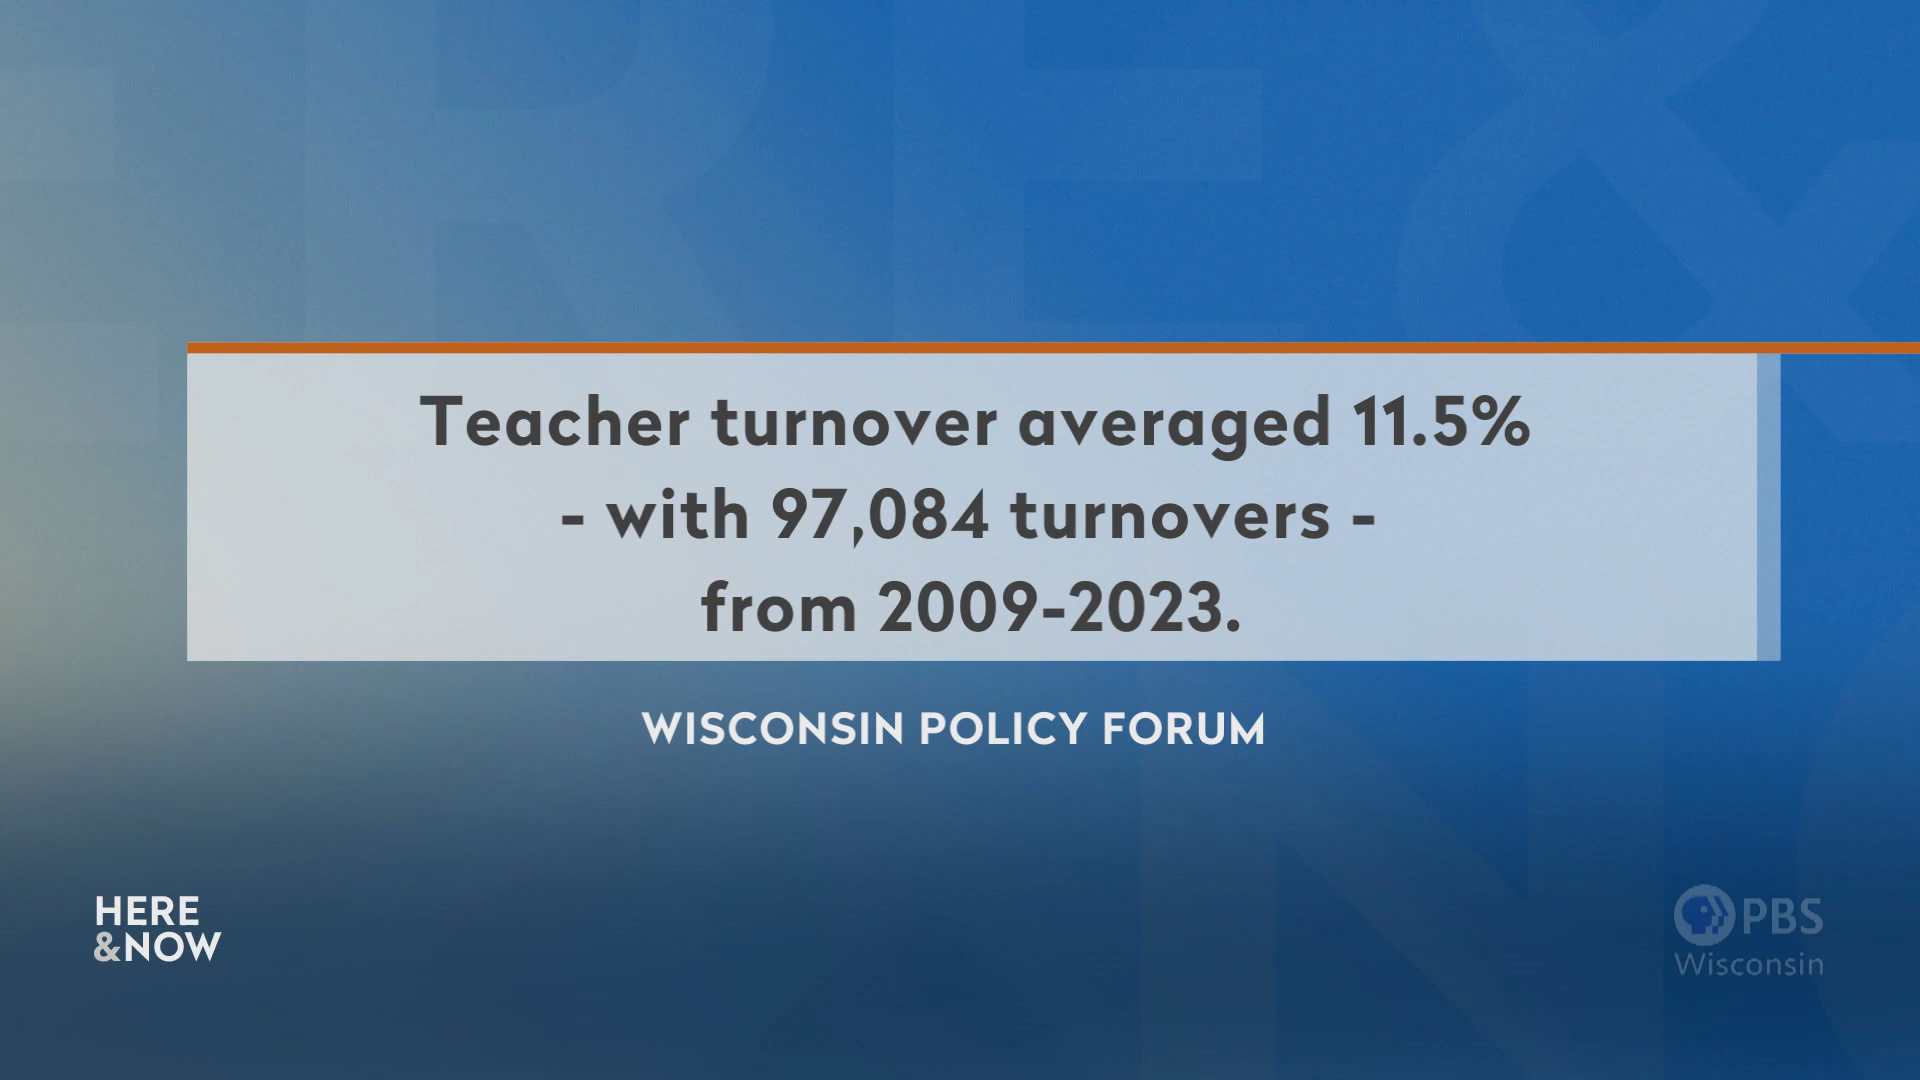 Teacher turnover averaged 11.5%
- with 97,084 turnovers -
from 2009-2023.
WISCONSIN POLICY FORUM
HERE
&NOW
PBS
Wisconsin